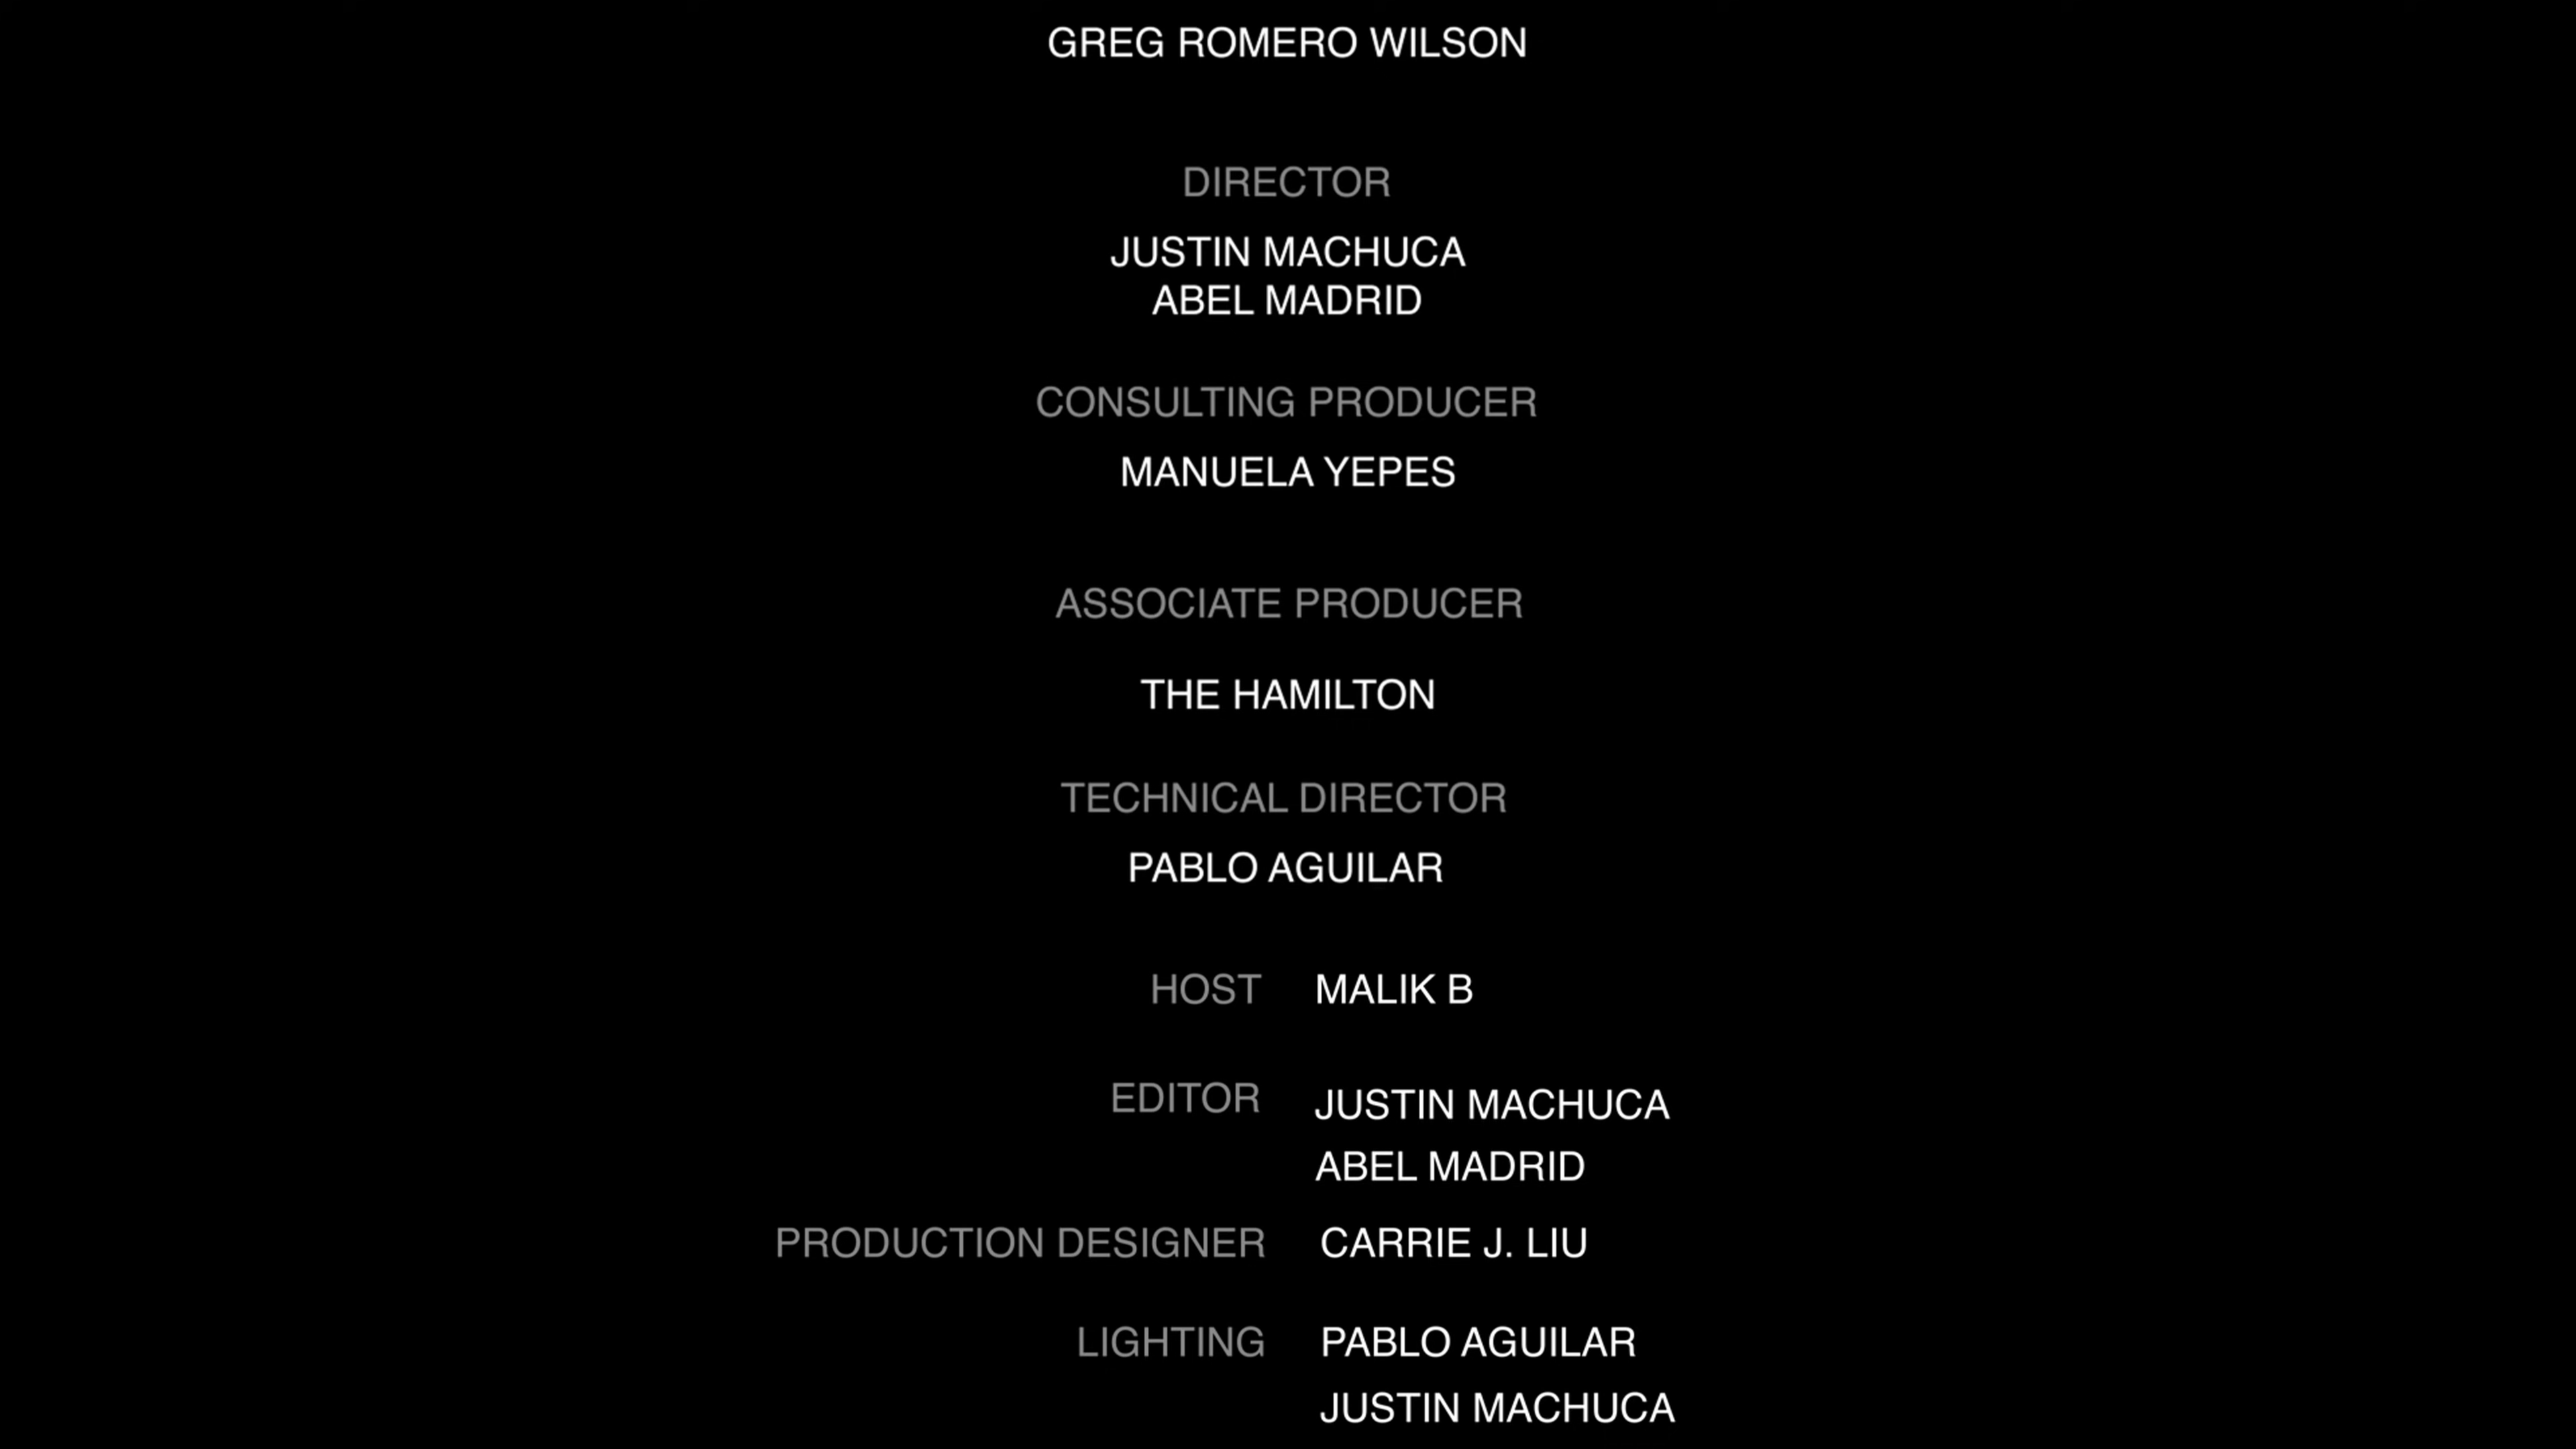 GREG ROMERO WILSON
DIRECTOR
JUSTIN MACHUCA
ABEL MADRID
CONSULTING PRODUCER
MANUELA YEPES
ASSOCIATE PRODUCER
THE HAMILTON
TECHNICAL DIRECTOR
PABLO AGUILAR
HOST MALIK B
EDITOR JUSTIN MACHUCA
ABEL MADRID
PRODUCTION DESIGNER CARRIE J. LIU
LIGHTING PABLO AGUILAR
JUSTIN MACHUCA